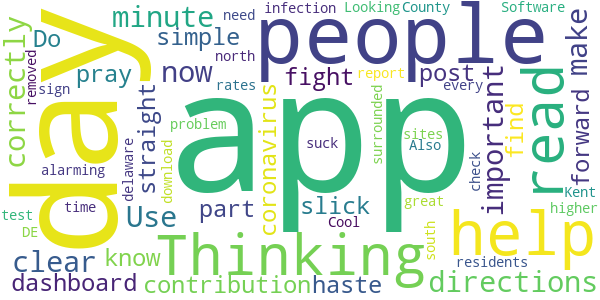 infection Looking County Software
minute need
Do simple north
people
removed
sign
pray now
rates
fight
post
report
every
make
correctly
day
app
alarming
straight
coronavirus
surrounded
sites
Also
check
important
find
read
forward
problem
suck
time
delaware
download
great
Kent
higher
test
Use part slick
Cool
DE
south
help
clear
know
Thinking
residents
dashboard contribution haste directions